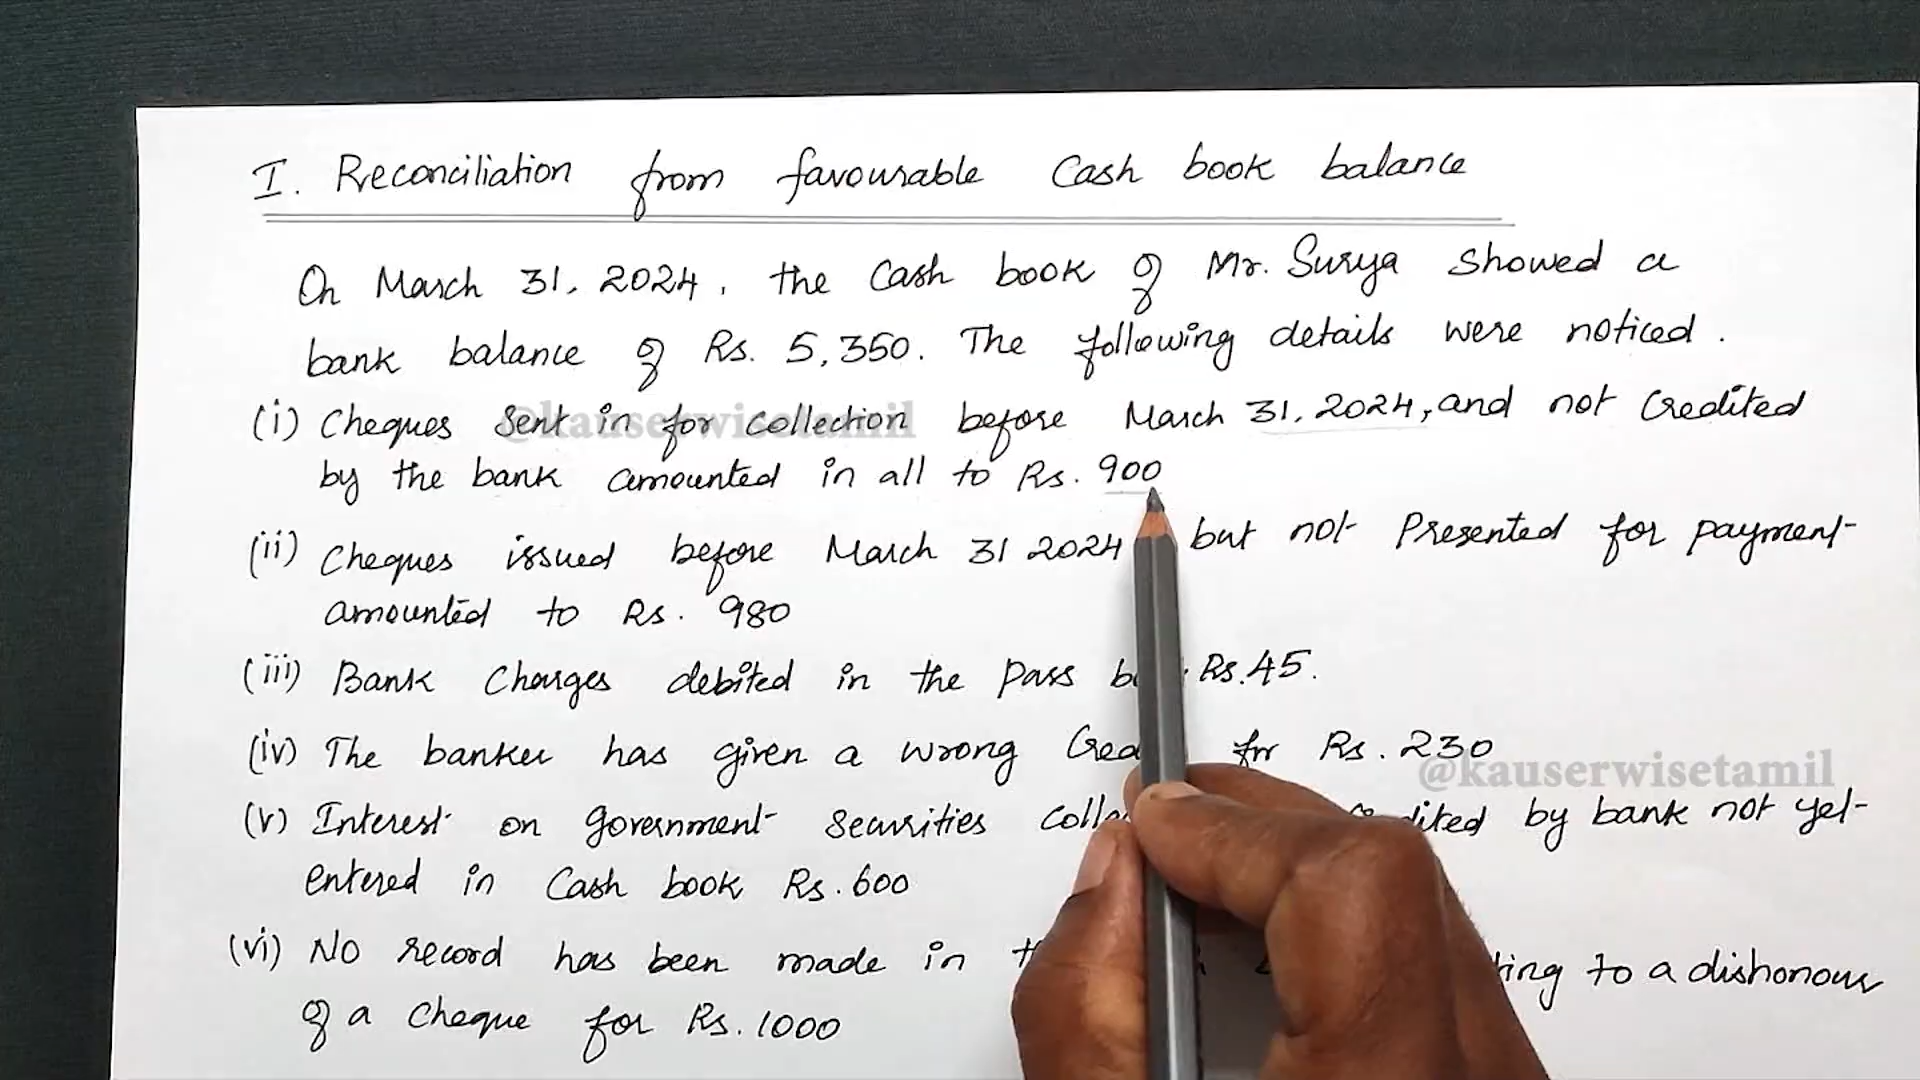 I. Reconciliation from favourable Cash book balance
On March 31, 2024, the Cash book of Mr. Surya showed a
bank balance of Rs. 5,350. The following details were noticed.
(i) Cheques sent in for collection before March 31, 2024, and not credited
by the bank amounted in all to Rs. 900
(ii) Cheques issued before March 31 2024 but not Presented for payment
amounted to Rs. 980
(iii) Bank Charges debited in the Pass Rs. 45.
(iv) The banker has given a wrong for Rs. 230
(v) Interest on government securities by bank not yet
entered in Cash book Rs. 600
(vi) No record has been made in to a dishonour
of a cheque for Rs. 1000
@kauserwisetamil
@kauserwisetamil